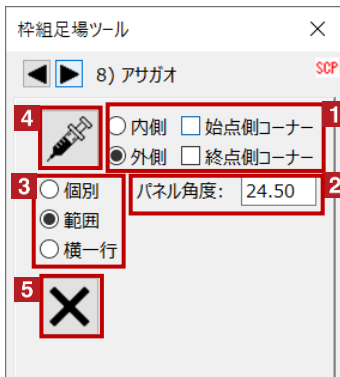 枠組足場ツール
8) アサガオ
SCP
4
内側 始点側コーナー
1
外側 終点側コーナー
3
個別
パネル角度: 24.50
2
範囲
横一行
5